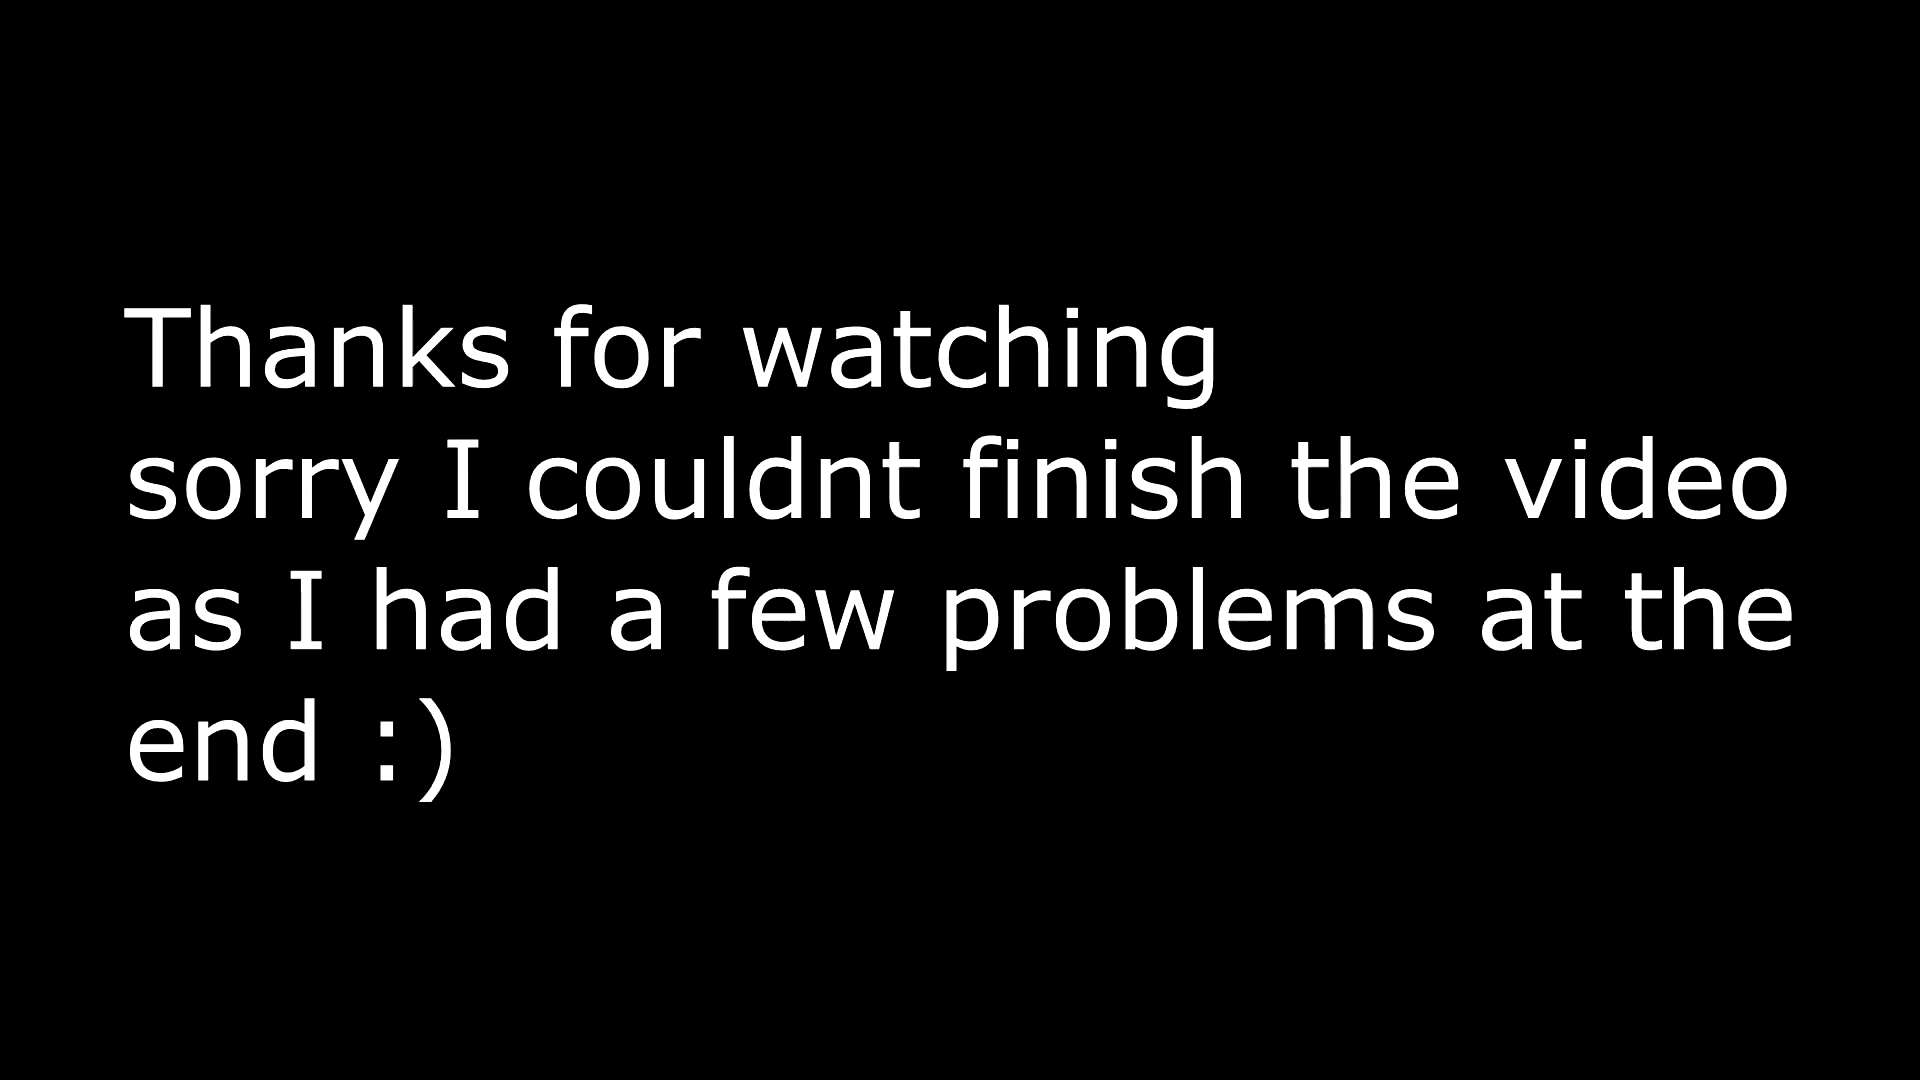 Thanks for watching
sorry I couldnt finish the video
as I had a few problems at the
end :)